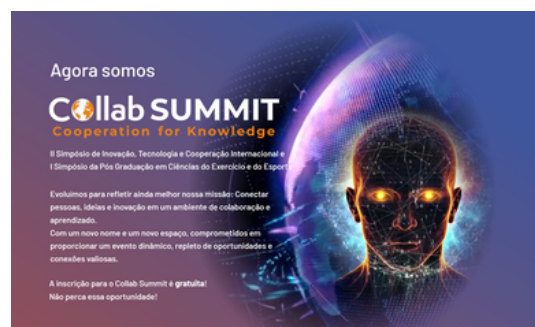 Agora somos
Collab SUMMIT
Cooperation for Knowledge
II Simpósio de Inovação, Tecnologia e Cooperação Internacional e
I Simpósio da Pós Graduação em Ciências do Exercício e do Esport
Evoluímos para refletir ainda melhor nossa missão: Conectar
pessoas, ideias e inovação em um ambiente de colaboração e
aprendizado.
Com um novo nome e um novo espaço, comprometidos em
proporcionar um evento dinâmico, repleto de oportunidades e
conexões valiosas.
A inscrição para o Collab Summit é gratuita!
Não perca essa oportunidade!